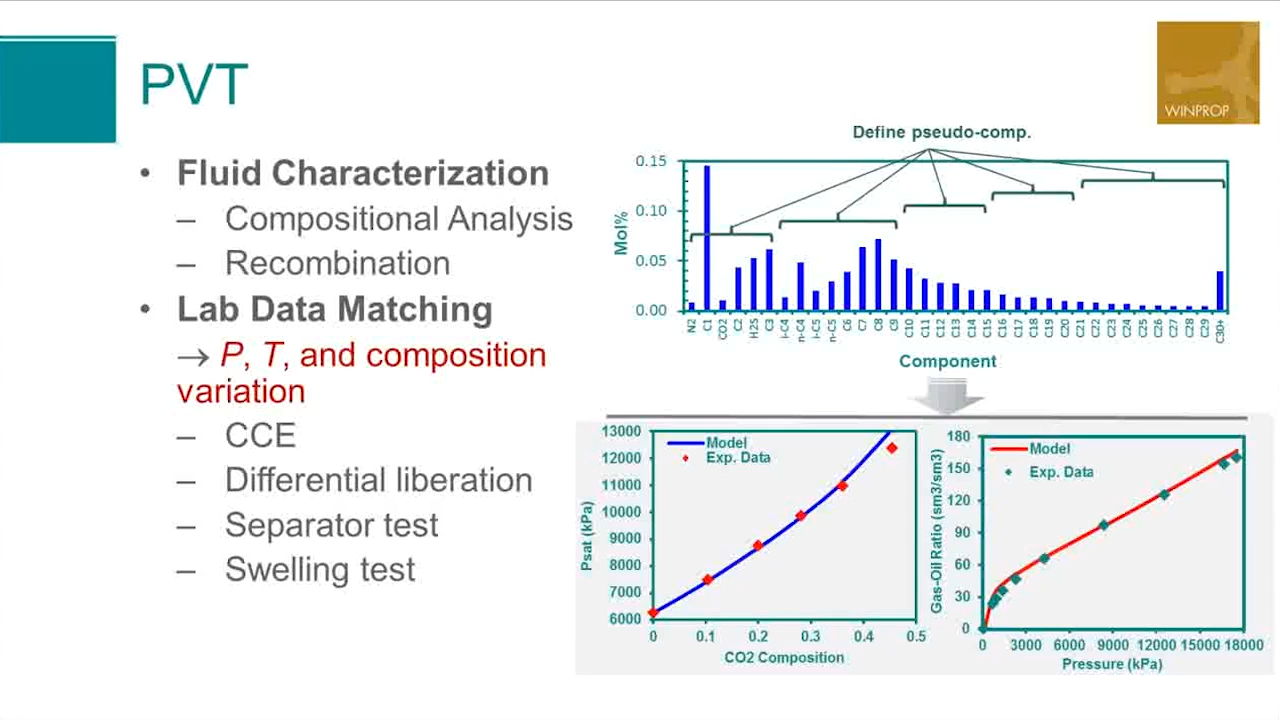 PVT
WINPROP
• Fluid Characterization
– Compositional Analysis
– Recombination
• Lab Data Matching
→ P, T, and composition
variation
– CCE
– Differential liberation
– Separator test
– Swelling test
Define pseudo-comp.
Mol%
0.15
0.10
0.05
0.00
N2 C1 CO2 C2 H2S C3 i-C4 n-C4 i-C5 n-C5 C6 C7 C8 C9 C10 C11 C12 C13 C14 C15 C16 C17 C18 C19 C20 C21 C22 C23 C24 C25 C26 C27 C28 C29 C30+
Component
Psat (kPa)
13000
12000
11000
10000
9000
8000
7000
6000
Model
Exp. Data
0 0.1 0.2 0.3 0.4 0.5
CO2 Composition
Gas-Oil Ratio (sm3/sm3)
180
150
120
90
60
30
0
Model
Exp. Data
0 3000 6000 9000 12000 15000 18000
Pressure (kPa)